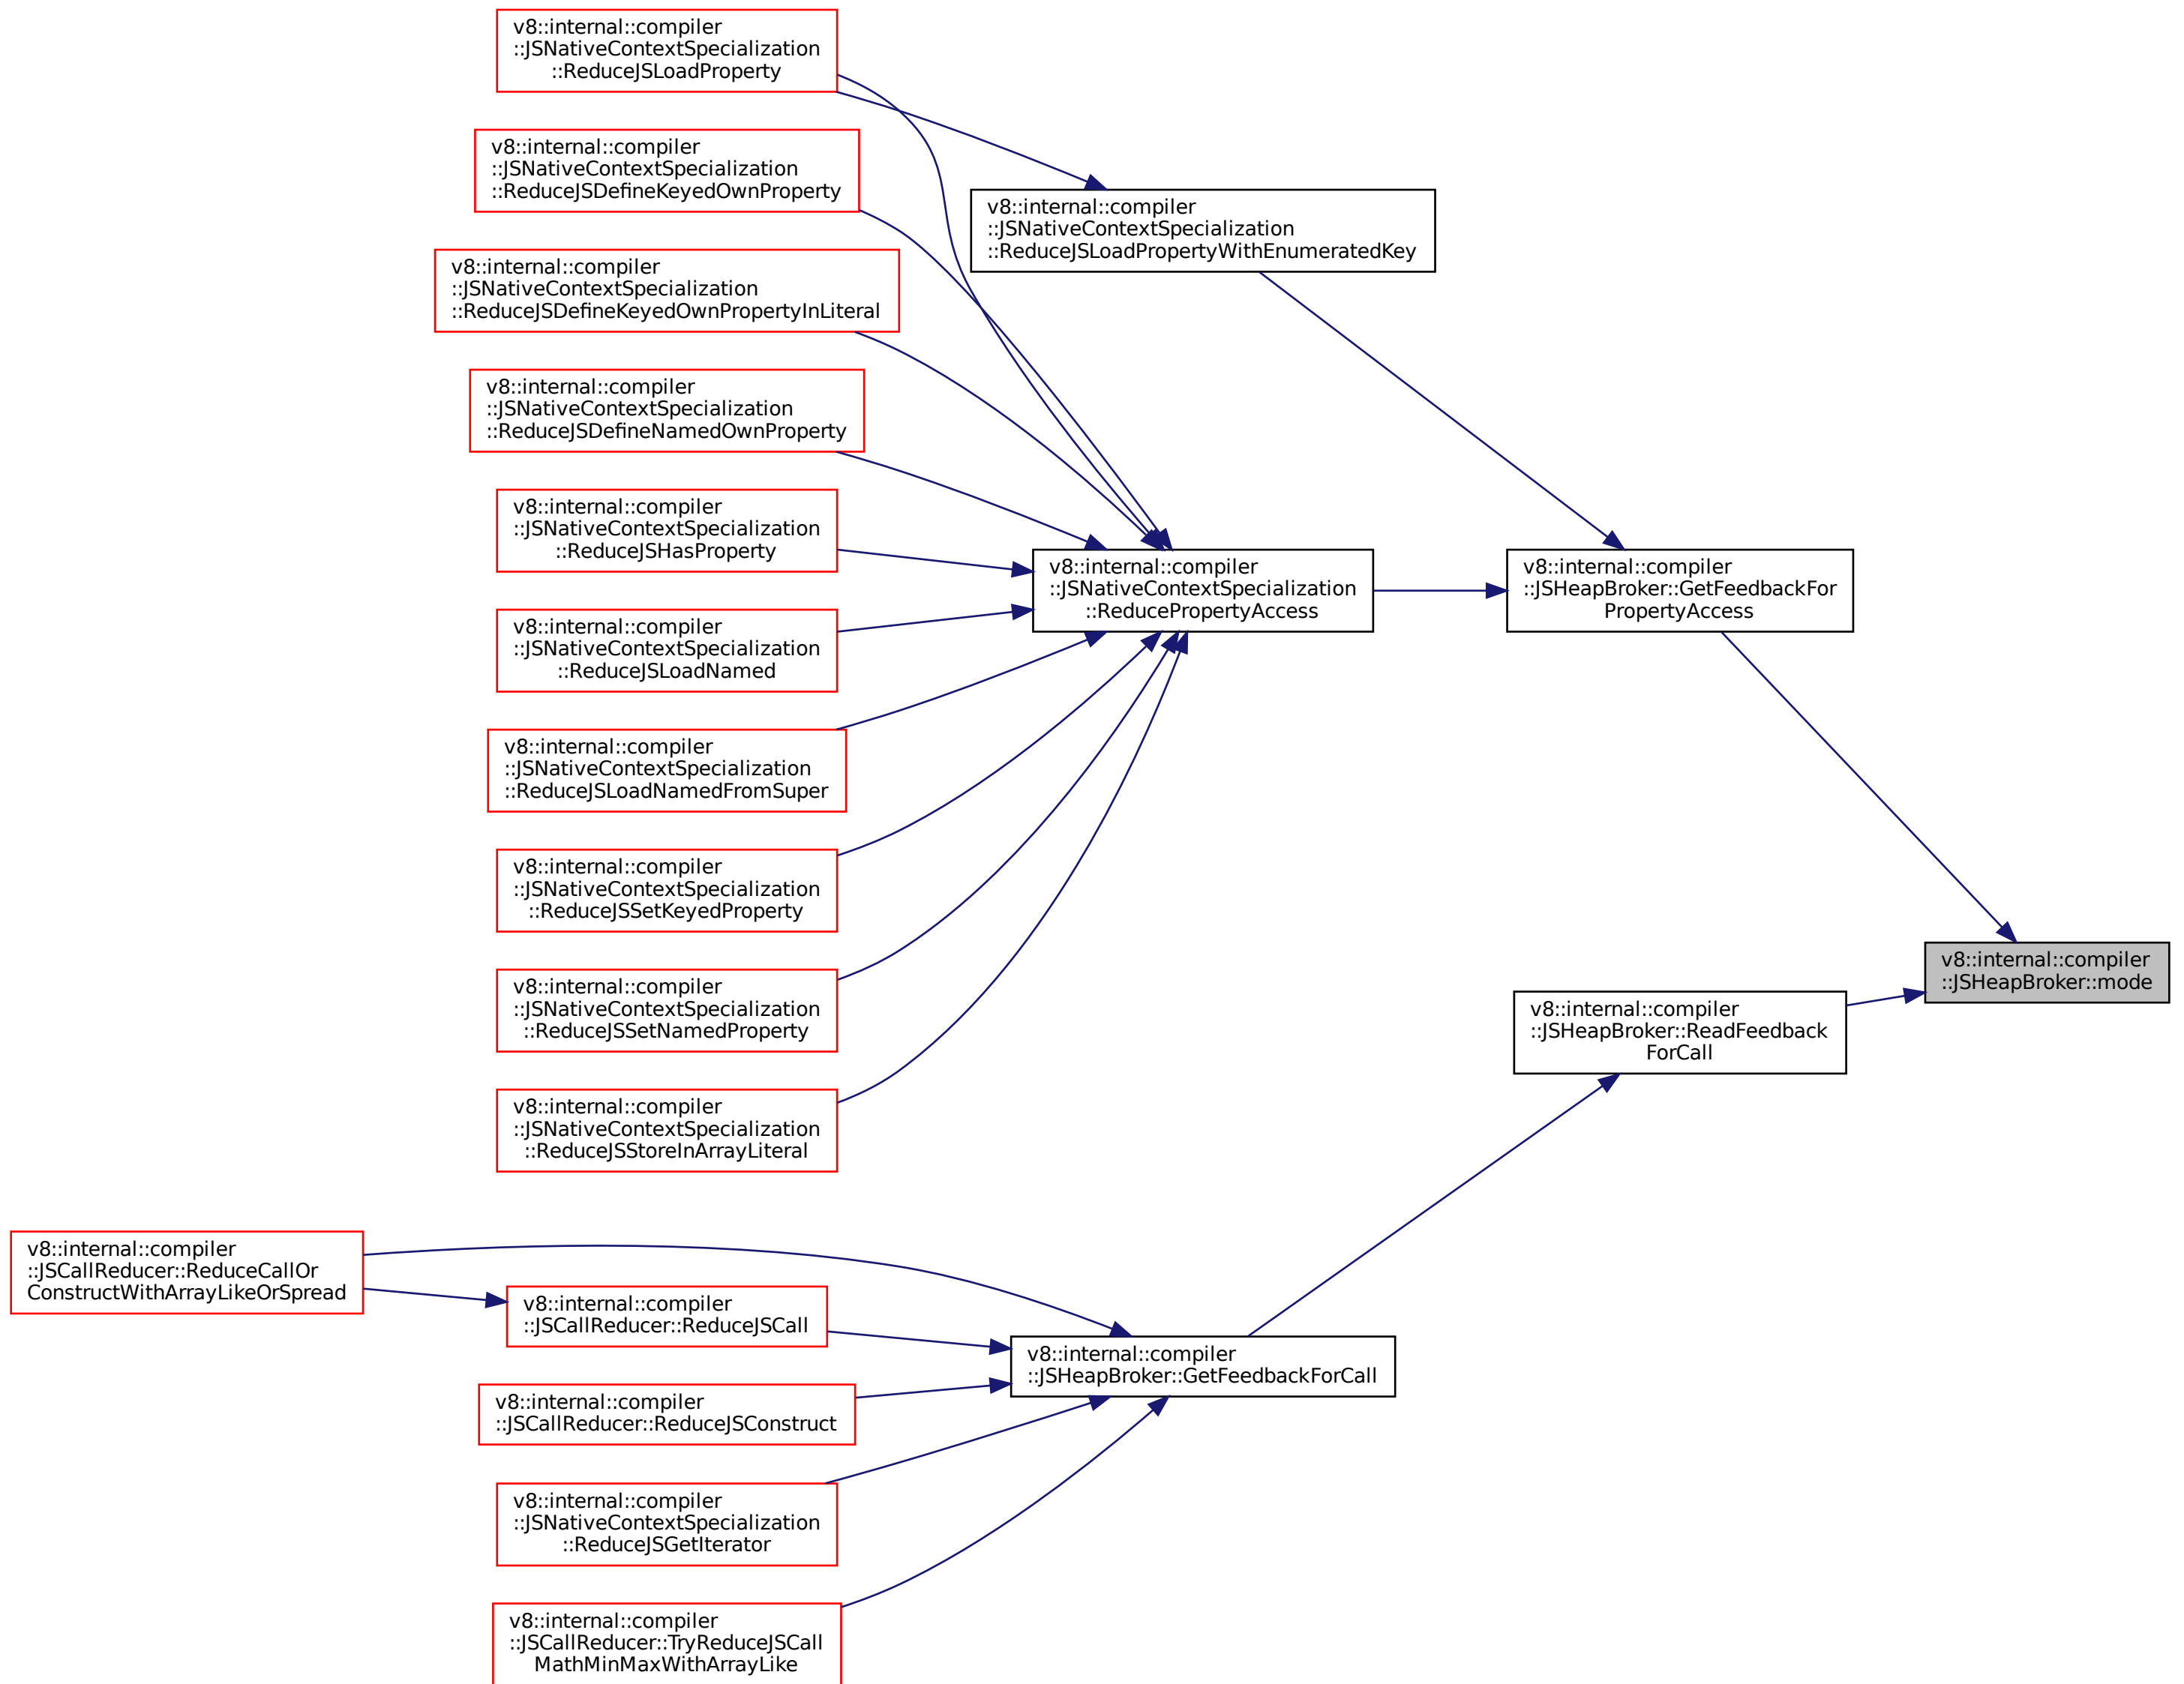 v8::internal::compiler
::JSNativeContextSpecialization
::ReduceJSLoadProperty
v8::internal::compiler
::JSNativeContextSpecialization
::ReduceJSDefineKeyedOwnProperty
v8::internal::compiler
::JSNativeContextSpecialization
::ReduceJSLoadPropertyWithEnumeratedKey
v8::internal::compiler
::JSNativeContextSpecialization
::ReduceJSDefineKeyedOwnPropertyInLiteral
v8::internal::compiler
::JSNativeContextSpecialization
::ReduceJSDefineNamedOwnProperty
v8::internal::compiler
::JSNativeContextSpecialization
::ReduceJSHasProperty
v8::internal::compiler
::JSNativeContextSpecialization
::ReducePropertyAccess
v8::internal::compiler
::JSHeapBroker::GetFeedbackFor
PropertyAccess
v8::internal::compiler
::JSNativeContextSpecialization
::ReduceJSLoadNamed
v8::internal::compiler
::JSNativeContextSpecialization
::ReduceJSLoadNamedFromSuper
v8::internal::compiler
::JSNativeContextSpecialization
::ReduceJSSetKeyedProperty
v8::internal::compiler
::JSHeapBroker::mode
v8::internal::compiler
::JSNativeContextSpecialization
::ReduceJSSetNamedProperty
v8::internal::compiler
::JSHeapBroker::ReadFeedback
ForCall
v8::internal::compiler
::JSNativeContextSpecialization
::ReduceJSStoreInArrayLiteral
v8::internal::compiler
::JSCallReducer::ReduceCallOr
ConstructWithArrayLikeOrSpread
v8::internal::compiler
::JSCallReducer::ReduceJSCall
v8::internal::compiler
::JSHeapBroker::GetFeedbackForCall
v8::internal::compiler
::JSCallReducer::ReduceJSConstruct
v8::internal::compiler
::JSNativeContextSpecialization
::ReduceJSGetIterator
v8::internal::compiler
::JSCallReducer::TryReduceJSCall
MathMinMaxWithArrayLike